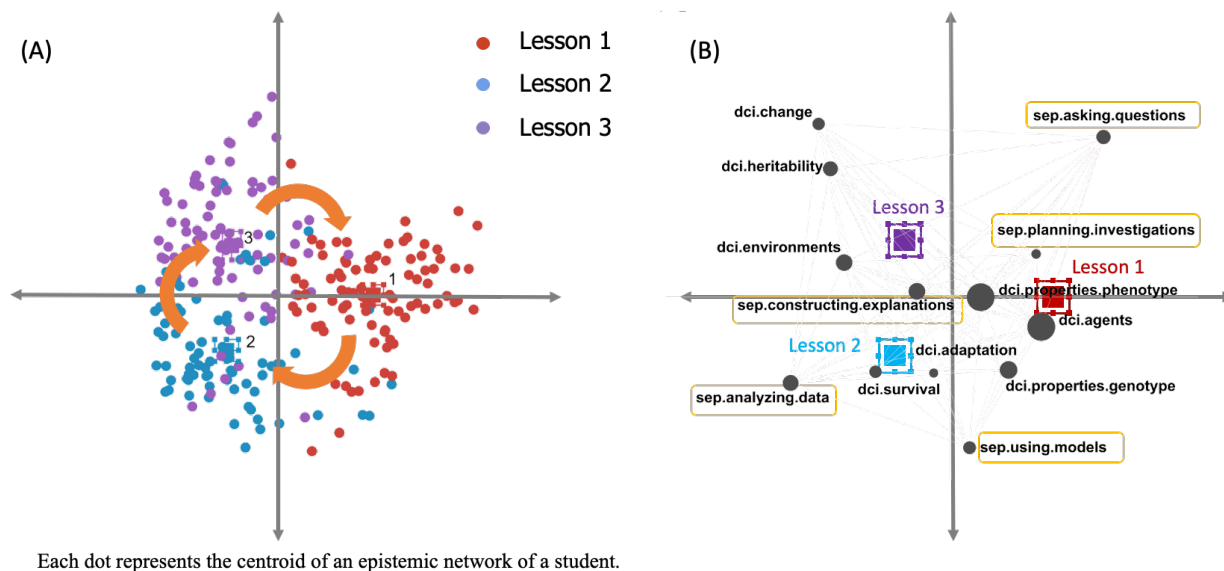 (A)
Lesson 1
Lesson 2
Lesson 3
3
1
2
(B)
dci.change
sep.asking.questions
dci.heritability
Lesson 3
sep.planning.investigations
dci.environments
Lesson 1
dci.properties.phenotype
sep.constructing.explanations
dci.agents
Lesson 2
dci.adaptation
dci.survival
dci.properties.genotype
sep.analyzing.data
sep.using.models
Each dot represents the centroid of an epistemic network of a student.